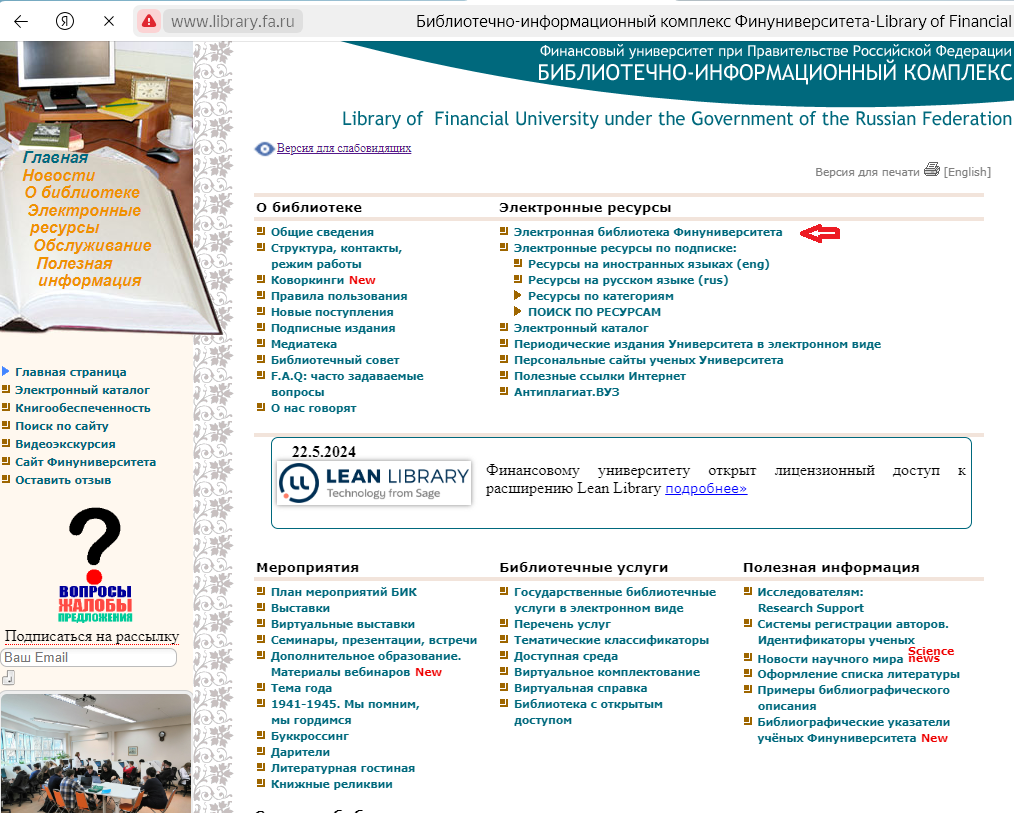 www.library.fa.ru
Библиотечно-информационный комплекс Финуниверситета-Library of Financial
Финансовый университет при Правительстве Российской Федерации
БИБЛИОТЕЧНО-ИНФОРМАЦИОННЫЙ КОМПЛЕКС
Library of Financial University under the Government of the Russian Federation
Версия для слабовидящих
Версия для печати [English]
Главная
Новости
О библиотеке
Электронные
ресурсы
Обслуживание
Полезная
информация
Главная страница
Электронный каталог
Книгообеспеченность
Поиск по сайту
Видеоэкскурсия
Сайт Финуниверситета
Оставить отзыв
ВОПРОСЫ
ЖАЛОБЫ
ПРЕДЛОЖЕНИЯ
Подписаться на рассылку
Ваш Email
О библиотеке
Общие сведения
Структура, контакты,
режим работы
Коворкинги New
Правила пользования
Новые поступления
Подписные издания
Медиатека
Библиотечный совет
F.A.Q: часто задаваемые
вопросы
О нас говорят
Электронные ресурсы
Электронная библиотека Финуниверситета
Электронные ресурсы по подписке:
Ресурсы на иностранных языках (eng)
Ресурсы на русском языке (rus)
Ресурсы по категориям
ПОИСК ПО РЕСУРСАМ
Электронный каталог
Периодические издания Университета в электронном виде
Персональные сайты ученых Университета
Полезные ссылки Интернет
Антиплагиат.ВУЗ
22.5.2024
LEAN LIBRARY
Technology from Sage
Финансовому университету открыт лицензионный доступ к
расширению Lean Library подробнее»
Мероприятия
План мероприятий БИК
Выставки
Виртуальные выставки
Семинары, презентации, встречи
Дополнительное образование.
Материалы вебинаров New
Тема года
1941-1945. Мы помним,
мы гордимся
Буккроссинг
Дарители
Литературная гостиная
Книжные реликвии
Библиотечные услуги
Государственные библиотечные
услуги в электронном виде
Перечень услуг
Тематические классификаторы
Доступная среда
Виртуальное комплектование
Виртуальная справка
Библиотека с открытым
доступом
Полезная информация
Исследователям:
Research Support
Системы регистрации авторов.
Идентификаторы ученых
Новости научного мира Science
news
Оформление списка литературы
Примеры библиографического
описания
Библиографические указатели
учёных Финуниверситета New